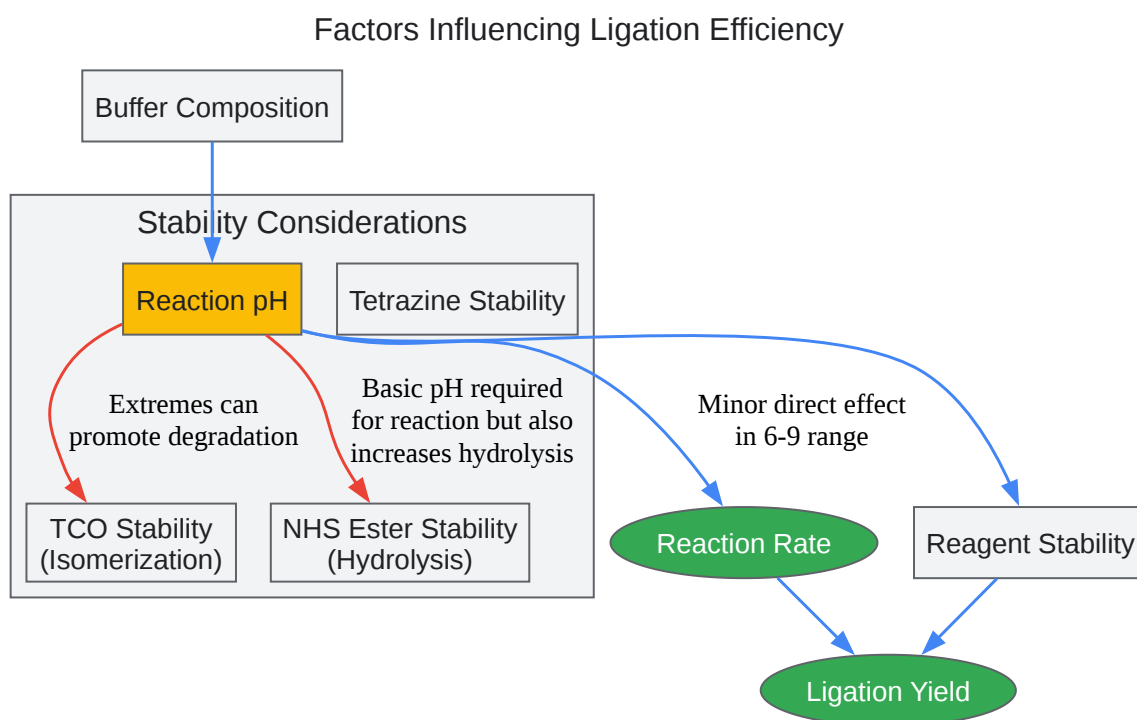 Factors Influencing Ligation Efficiency
Buffer Composition
Stability Considerations
Reaction pH
Tetrazine Stability
Extremes can
promote degradation
Basic pH required
for reaction but also
increases hydrolysis
Minor direct effect
in 6-9 range
TCO Stability
(Isomerization)
NHS Ester Stability
(Hydrolysis)
Reaction Rate
Reagent Stability
Ligation Yield